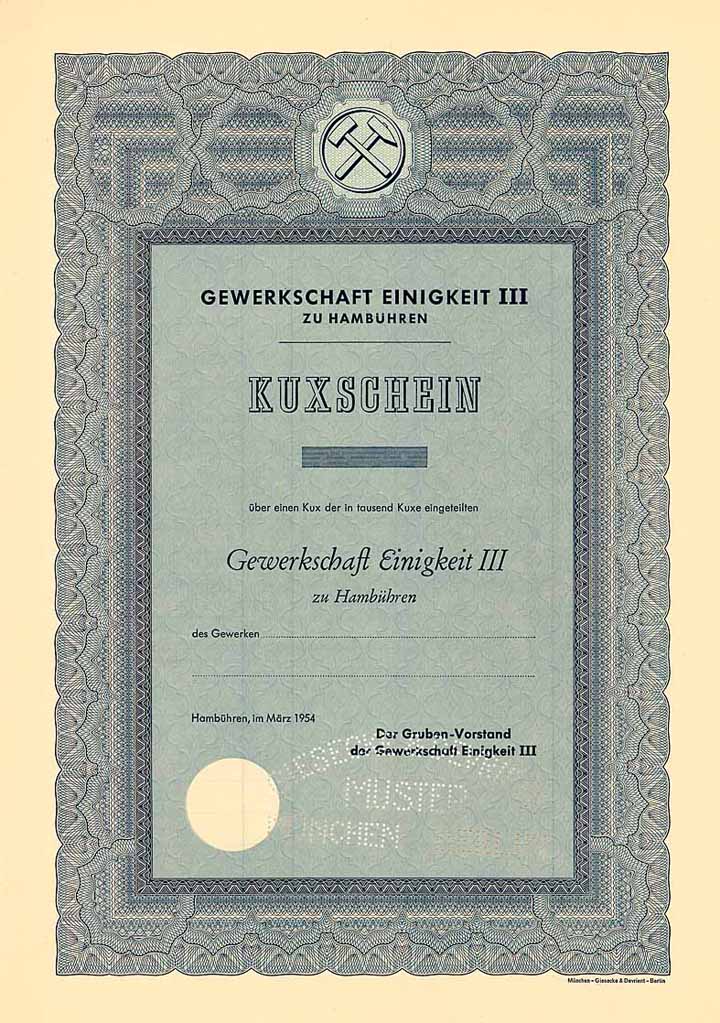 GEWERKSCHAFT EINIGKEIT III
ZU HAMBÜHREN
KUXSCHEIN
über einen Kux der in tausend Kuxe eingeteilten
Gewerkschaft Einigkeit III
zu Hambühren
des Gewerken
Hambühren, im März 1954
Der Gruben-Vorstand
der Gewerkschaft Einigkeit III
MUSTER
MÜNCHEN
München – Giesecke & Devrient – Berlin